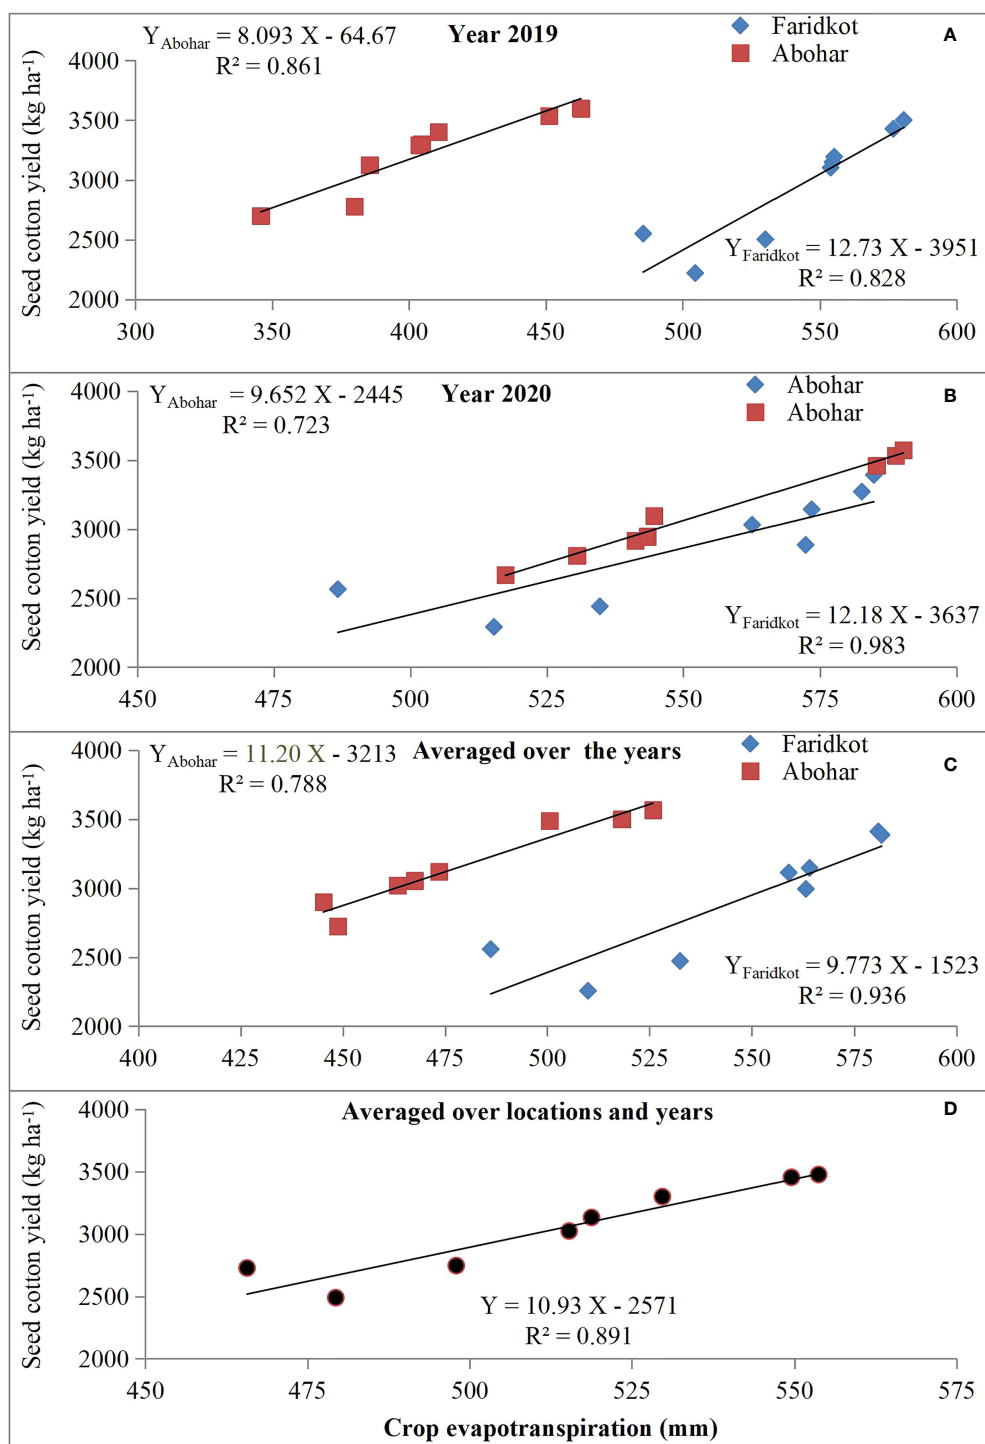 Y_Abohar = 8.093 X - 64.67
R² = 0.861
Year 2019
Faridkot
Abohar
A
Seed cotton yield (kg ha⁻¹)
4000
3500
3000
2500
2000
Y_Faridkot = 12.73 X - 3951
R² = 0.828
300 350 400 450 500 550 600
Y_Abohar = 9.652 X - 2445
R² = 0.723
Year 2020
Abohar
Abohar
B
Seed cotton yield (kg ha⁻¹)
4000
3500
3000
2500
2000
Y_Faridkot = 12.18 X - 3637
R² = 0.983
450 475 500 525 550 575 600
Y_Abohar = 11.20 X - 3213
R² = 0.788
Averaged over the years
Faridkot
Abohar
C
Seed cotton yield (kg ha⁻¹)
4000
3500
3000
2500
2000
Y_Faridkot = 9.773 X - 1523
R² = 0.936
400 425 450 475 500 525 550 575 600
Averaged over locations and years
D
Seed cotton yield (kg ha⁻¹)
4000
3500
3000
2500
2000
Y = 10.93 X - 2571
R² = 0.891
450 475 500 525 550 575
Crop evapotranspiration (mm)